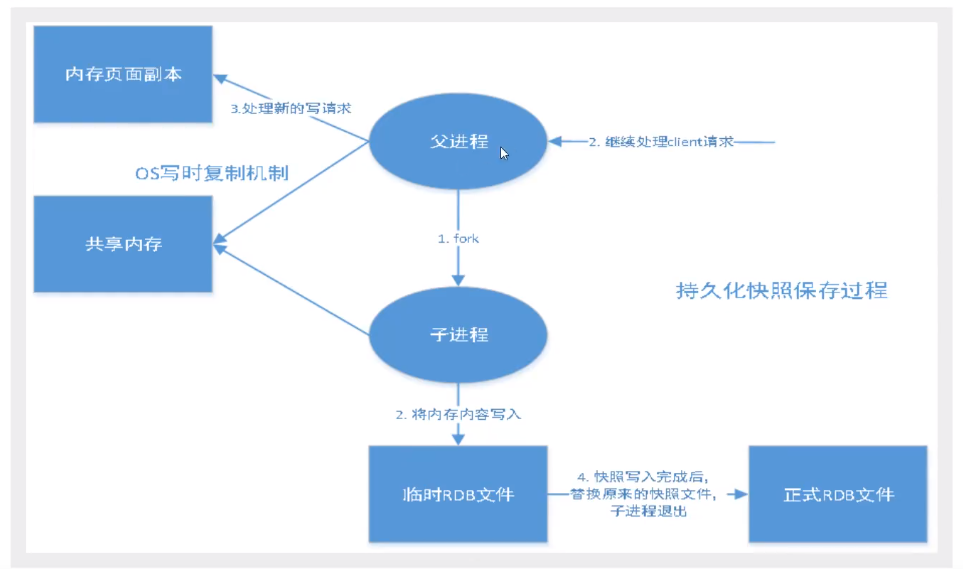 内存页面副本
3.处理新的写请求
父进程
2. 继续处理client请求
OS写时复制机制
共享内存
1. fork
持久化快照保存过程
子进程
2. 将内存内容写入
临时RDB文件
4. 快照写入完成后,
替换原来的快照文件,
子进程退出
正式RDB文件